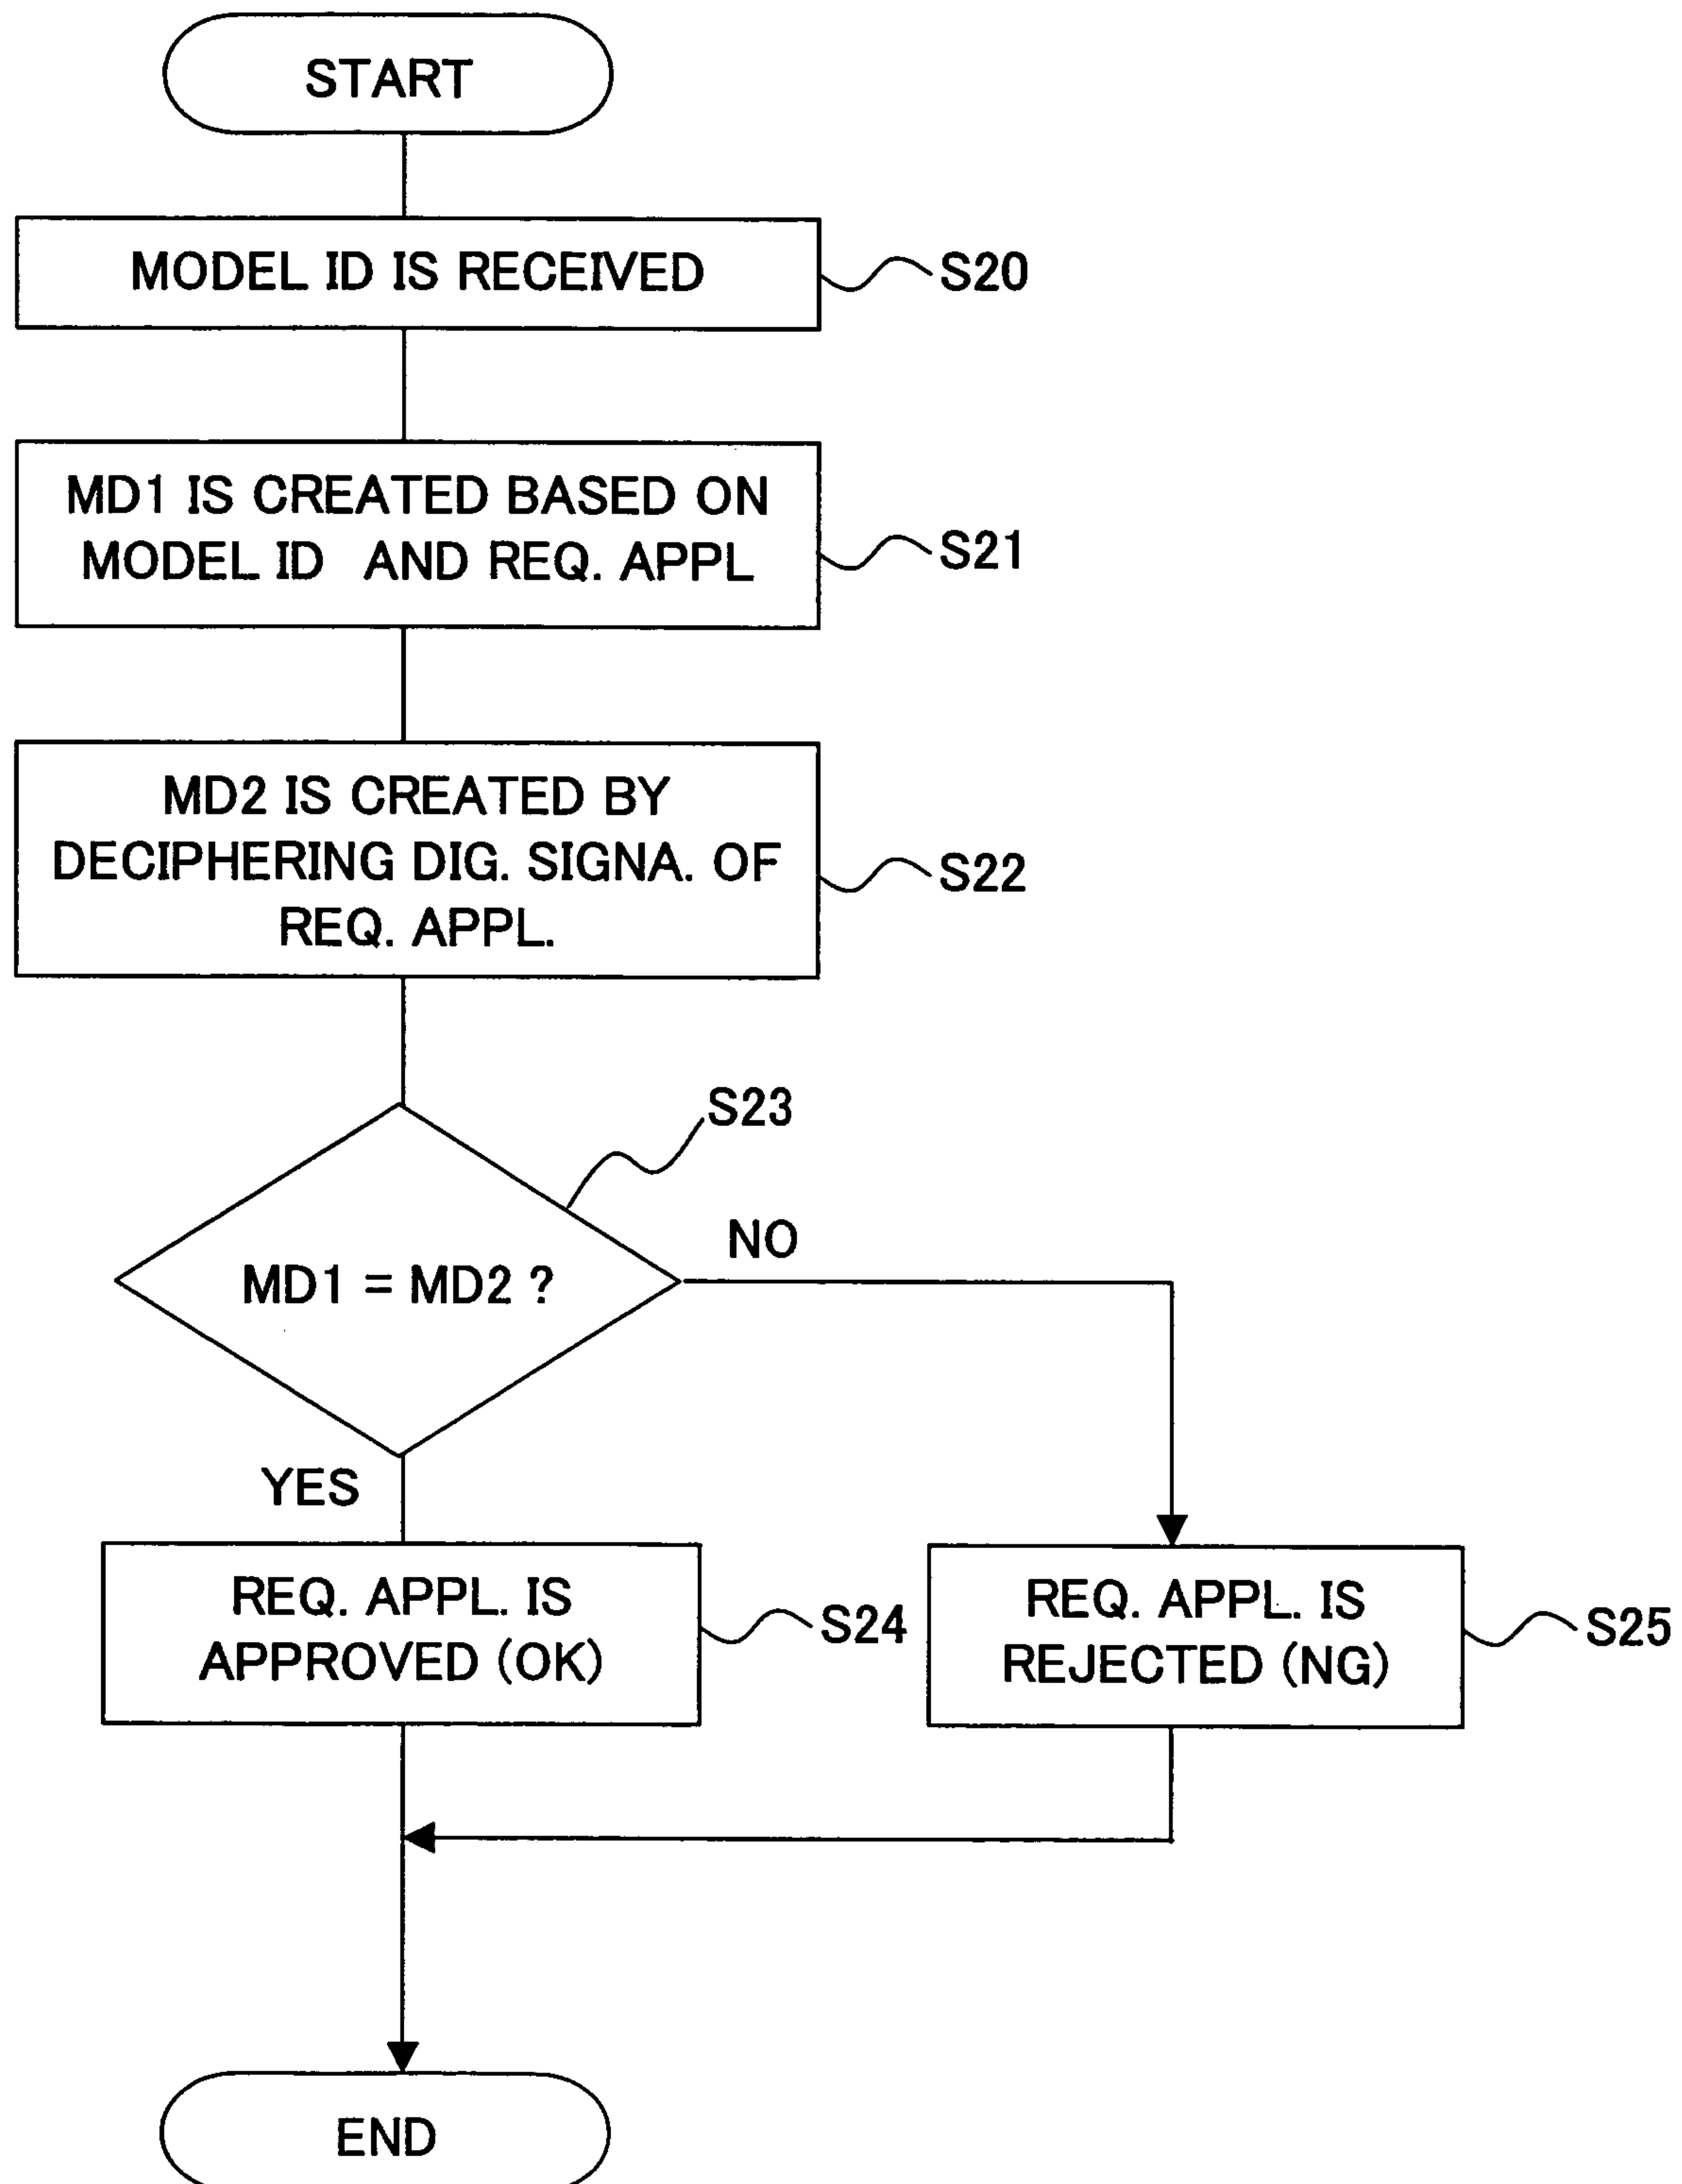 START
MODEL ID IS RECEIVED
S20
MD1 IS CREATED BASED ON
MODEL ID AND REQ. APPL
S21
MD2 IS CREATED BY
DECIPHERING DIG. SIGNA. OF
REQ. APPL.
S22
S23
MD1 = MD2 ?
NO
YES
REQ. APPL. IS
APPROVED (OK)
S24
REQ. APPL. IS
REJECTED (NG)
S25
END